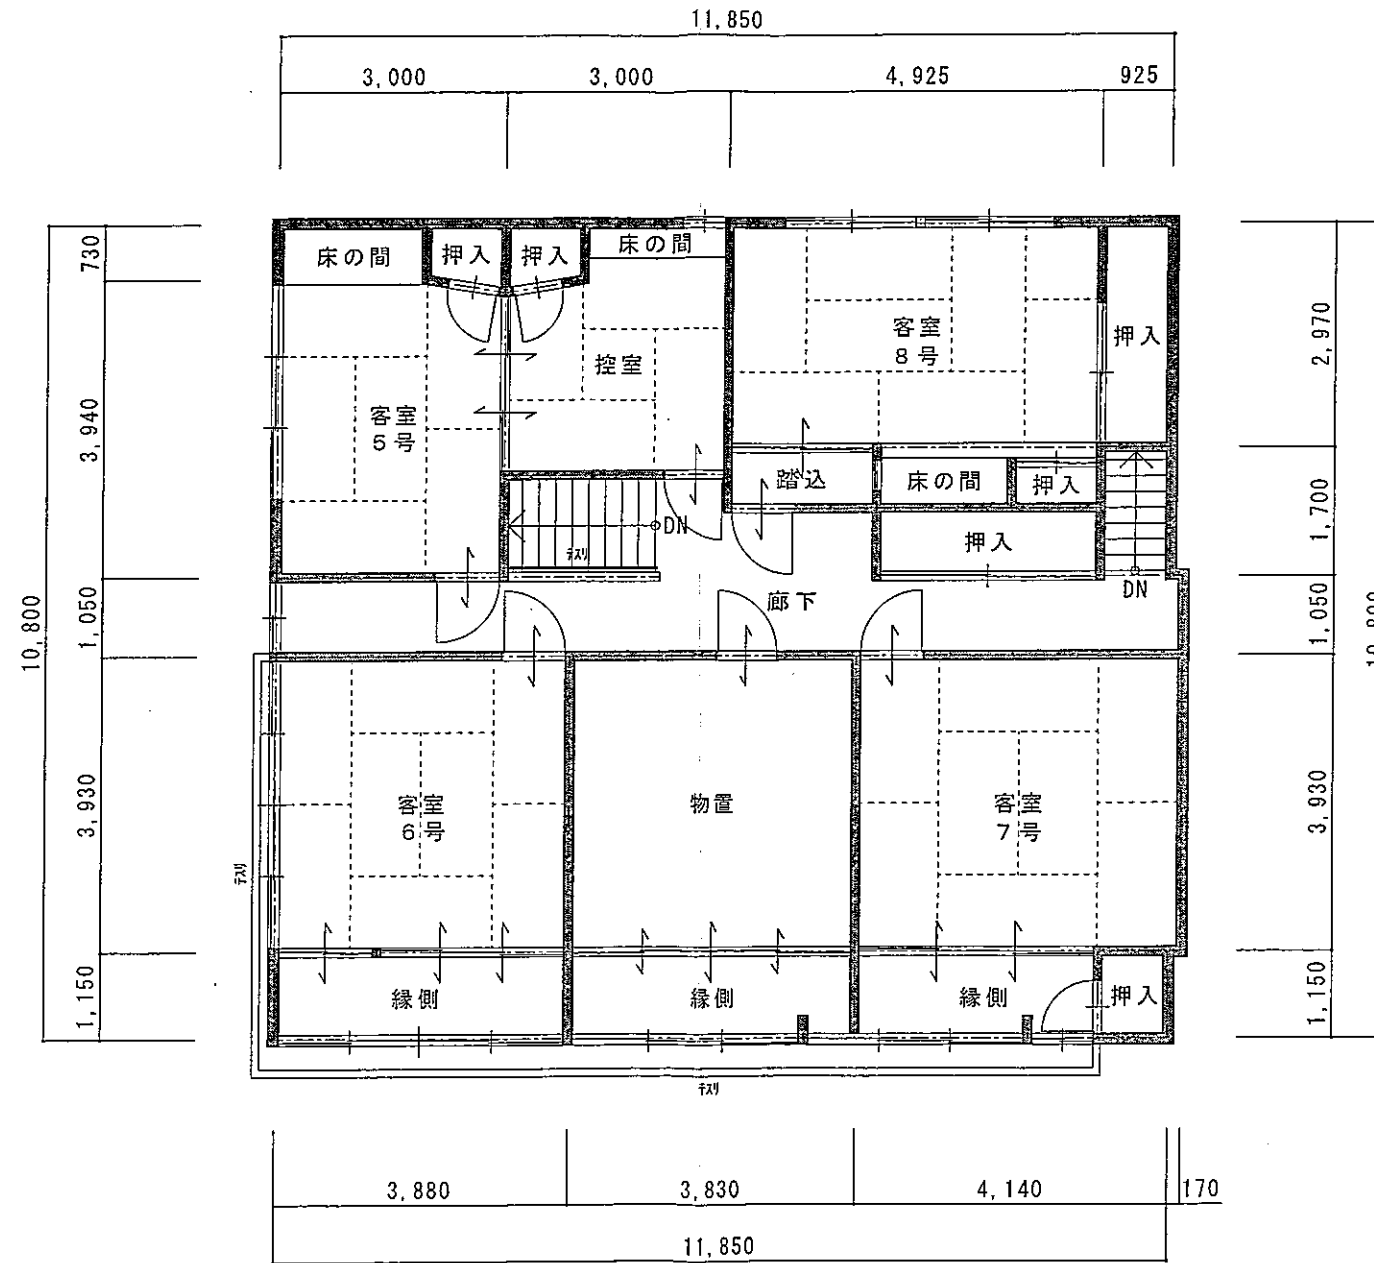 11,850
3,000
3,000
4,925
925
730
3,940
1,050
10,800
3,930
1,150
床の間
押入
押入
床の間
客室
5号
控室
客室
8号
押入
踏込
床の間
押入
押入
DN
ﾃｽﾘ
DN
廊下
客室
6号
物置
客室
7号
ﾃｽﾘ
縁側
縁側
縁側
押入
ﾃｽﾘ
2,970
1,700
1,050
3,930
1,150
3,880
3,830
4,140
170
11,850